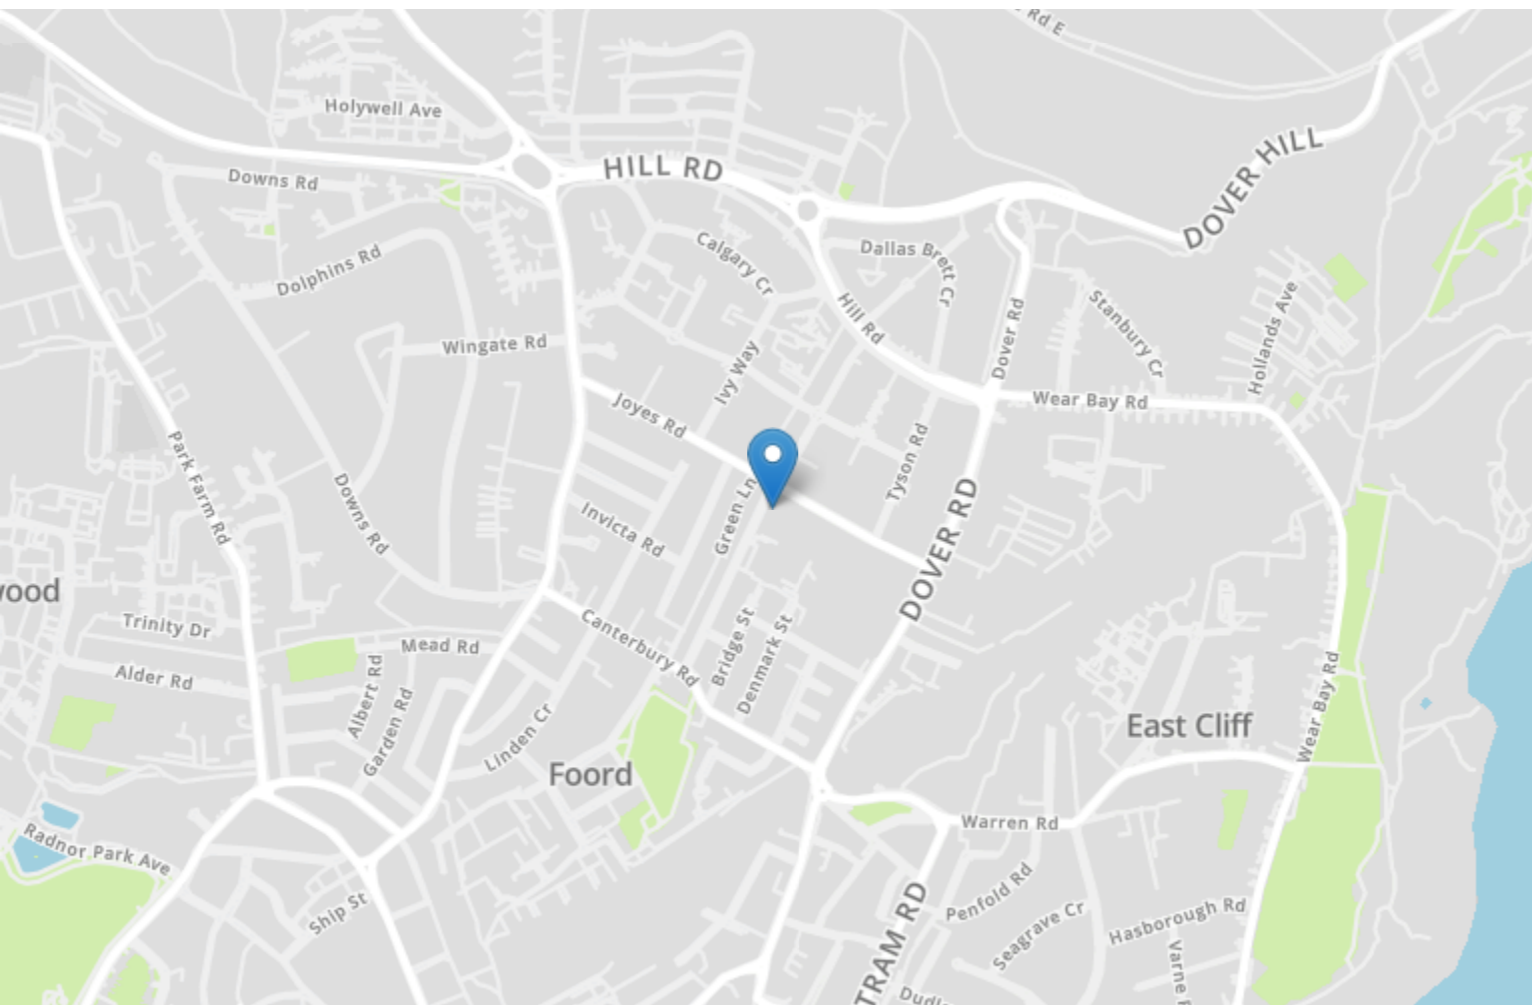 Rd E
Holywell Ave
HILL RD
DOVER HILL
Downs Rd
Calgary Cr
Dallas Brett Cr
Dolphins Rd
Hill Rd
Dover Rd
Stanbury Cr
Hollands Ave
Wingate Rd
Ivy Way
Joyes Rd
Wear Bay Rd
Park Farm Rd
Tyson Rd
Downs Rd
Green Ln
Invicta Rd
DOVER RD
wood
Trinity Dr
Canterbury Rd
Bridge St
Denmark St
Mead Rd
Alder Rd
Albert Rd
Garden Rd
Linden Cr
Wear Bay Rd
East Cliff
Foord
Warren Rd
Radnor Park Ave
Ship St
TRAM RD
Penfold Rd
Seagrave Cr
Hasborough Rd
Varne